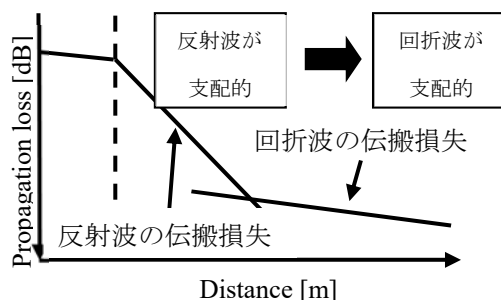 Propagation loss [dB]
反射波が
支配的
回折波が
支配的
回折波の伝搬損失
反射波の伝搬損失
Distance [m]